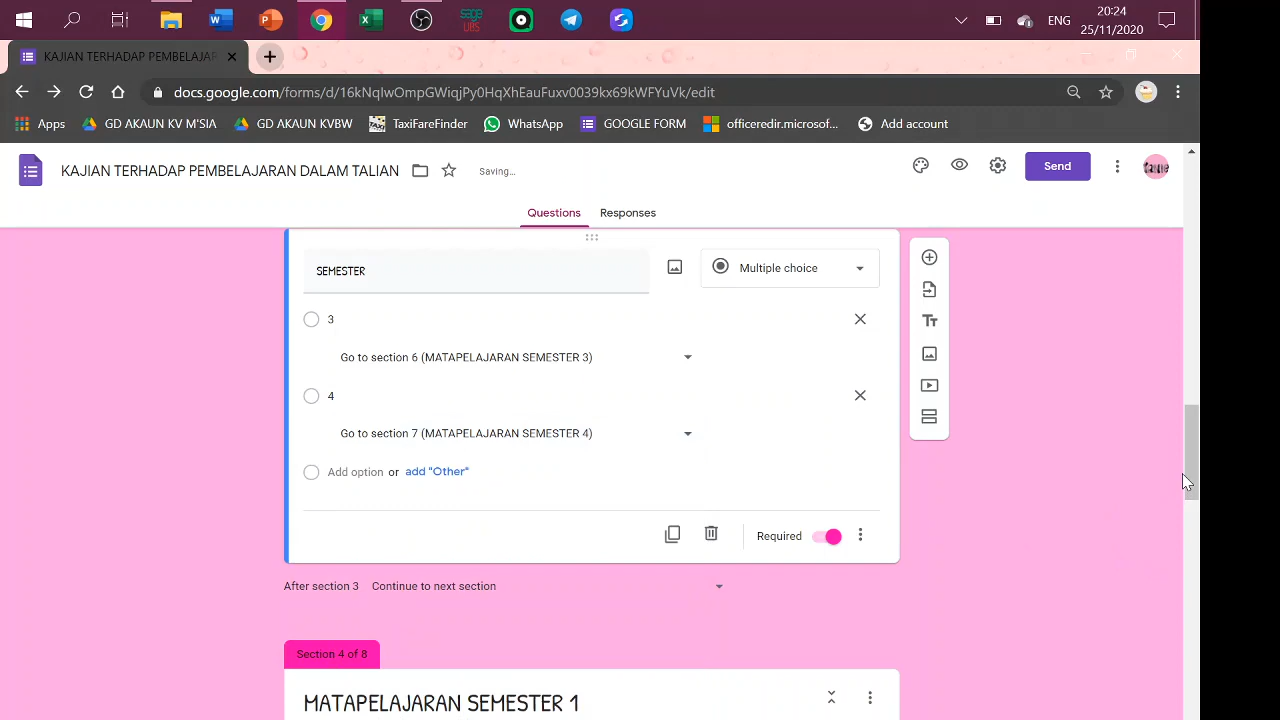 ENG
20:24
25/11/2020
SAGE
UBS
KAJIAN TERHADAP PEMBELAJAR
docs.google.com/forms/d/16kNqIwOmpGWiqjPy0HqXhEauFuxv0039kx69kWFYuVk/edit
Apps
GD AKAUN KV M'SIA
GD AKAUN KVBW
TaxiFareFinder
WhatsApp
GOOGLE FORM
officeredir.microsof...
Add account
KAJIAN TERHADAP PEMBELAJARAN DALAM TALIAN
Saving...
Send
Questions
Responses
SEMESTER
Multiple choice
3
Go to section 6 (MATAPELAJARAN SEMESTER 3)
4
Go to section 7 (MATAPELAJARAN SEMESTER 4)
Add option or add "Other"
Required
After section 3 Continue to next section
Section 4 of 8
MATAPELAJARAN SEMESTER 1